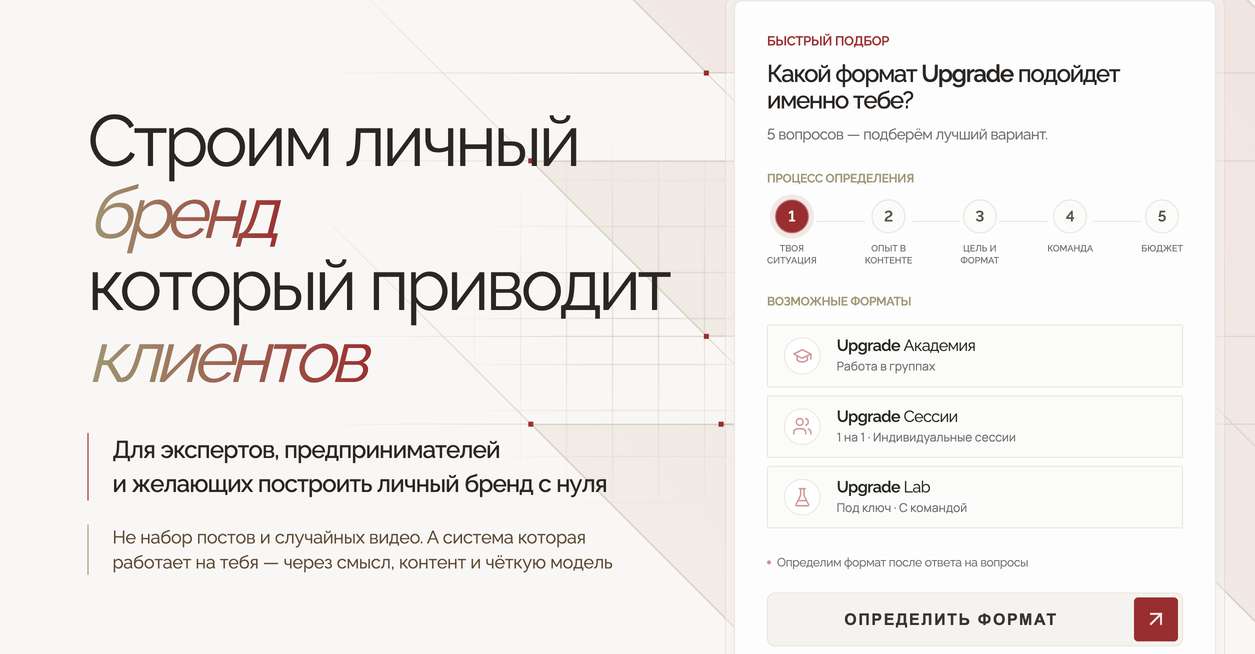 Строим личный
бренд
который приводит
клиентов
Для экспертов, предпринимателей
и желающих построить личный бренд с нуля
Не набор постов и случайных видео. А система которая
работает на тебя — через смысл, контент и чёткую модель
БЫСТРЫЙ ПОДБОР
Какой формат Upgrade подойдет
именно тебе?
5 вопросов — подберём лучший вариант.
ПРОЦЕСС ОПРЕДЕЛЕНИЯ
1 2 3 4 5
ТВОЯ ОПЫТ В ЦЕЛЬ И КОМАНДА БЮДЖЕТ
СИТУАЦИЯ КОНТЕНТЕ ФОРМАТ
ВОЗМОЖНЫЕ ФОРМАТЫ
Upgrade Академия
Работа в группах
Upgrade Сессии
1 на 1 · Индивидуальные сессии
Upgrade Lab
Под ключ · С командой
Определим формат после ответа на вопросы
ОПРЕДЕЛИТЬ ФОРМАТ